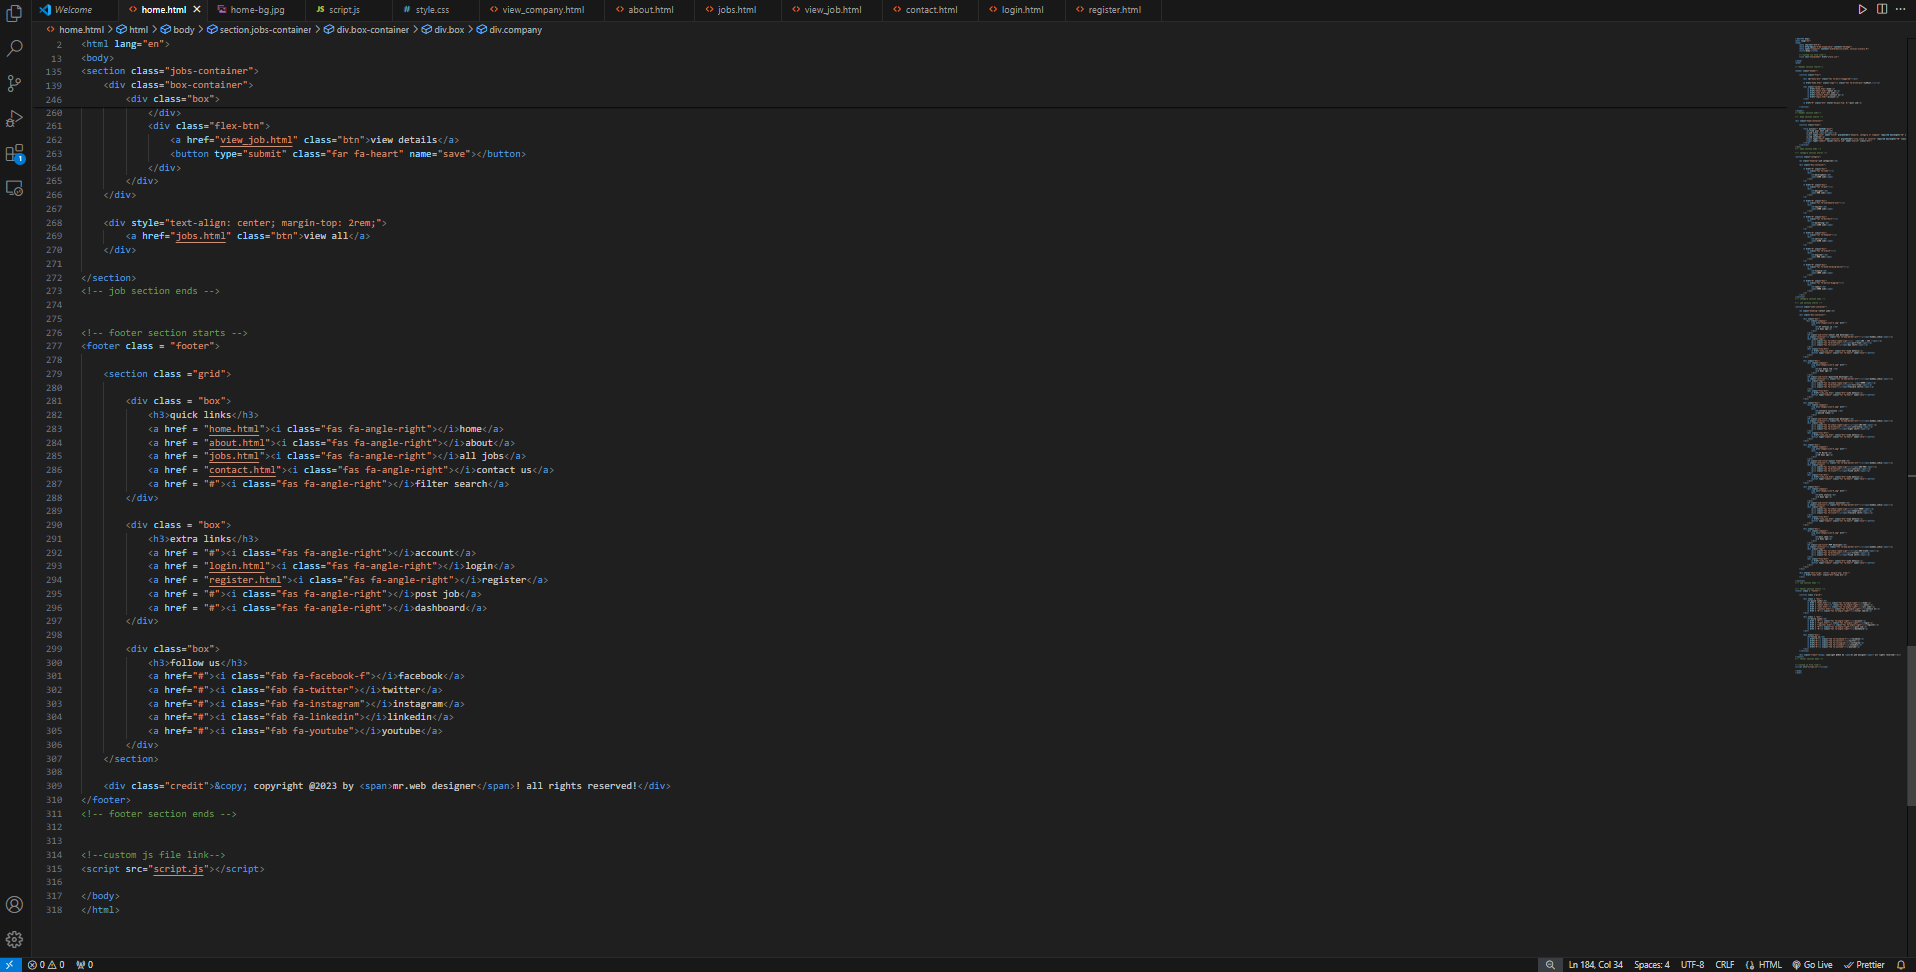 Welcome
home.html
home-bg.jpg
JS script.js
# style.css
view_company.html
about.html
jobs.html
view_job.html
contact.html
login.html
register.html
home.html > html > body > section.jobs-container > div.box-container > div.box > div.company
2 <html lang="en">
13 <body>
135 <section class="jobs-container">
139 <div class="box-container">
246 <div class="box">
260 </div>
261 <div class="flex-btn">
262 <a href="view_job.html" class="btn">view details</a>
263 <button type="submit" class="far fa-heart" name="save"></button>
264 </div>
265 </div>
266 </div>
267
268 <div style="text-align: center; margin-top: 2rem;">
269 <a href="jobs.html" class="btn">view all</a>
270 </div>
271
272 </section>
273 <!-- job section ends -->
274
275
276 <!-- footer section starts -->
277 <footer class = "footer">
278
279 <section class ="grid">
280
281 <div class = "box">
282 <h3>quick links</h3>
283 <a href = "home.html"><i class="fas fa-angle-right"></i>home</a>
284 <a href = "about.html"><i class="fas fa-angle-right"></i>about</a>
285 <a href = "jobs.html"><i class="fas fa-angle-right"></i>all jobs</a>
286 <a href = "contact.html"><i class="fas fa-angle-right"></i>contact us</a>
287 <a href = "#"><i class="fas fa-angle-right"></i>filter search</a>
288 </div>
289
290 <div class = "box">
291 <h3>extra links</h3>
292 <a href = "#"><i class="fas fa-angle-right"></i>account</a>
293 <a href = "login.html"><i class="fas fa-angle-right"></i>login</a>
294 <a href = "register.html"><i class="fas fa-angle-right"></i>register</a>
295 <a href = "#"><i class="fas fa-angle-right"></i>post job</a>
296 <a href = "#"><i class="fas fa-angle-right"></i>dashboard</a>
297 </div>
298
299 <div class="box">
300 <h3>follow us</h3>
301 <a href="#"><i class="fab fa-facebook-f"></i>facebook</a>
302 <a href="#"><i class="fab fa-twitter"></i>twitter</a>
303 <a href="#"><i class="fab fa-instagram"></i>instagram</a>
304 <a href="#"><i class="fab fa-linkedin"></i>linkedin</a>
305 <a href="#"><i class="fab fa-youtube"></i>youtube</a>
306 </div>
307 </section>
308
309 <div class="credit">&copy; copyright @2023 by <span>mr.web designer</span>! all rights reserved!</div>
310 </footer>
311 <!-- footer section ends -->
312
313
314 <!--custom js file link-->
315 <script src="script.js"></script>
316
317 </body>
318 </html>
1
0 0 0 Ln 184, Col 34 Spaces: 4 UTF-8 CRLF HTML Go Live Prettier